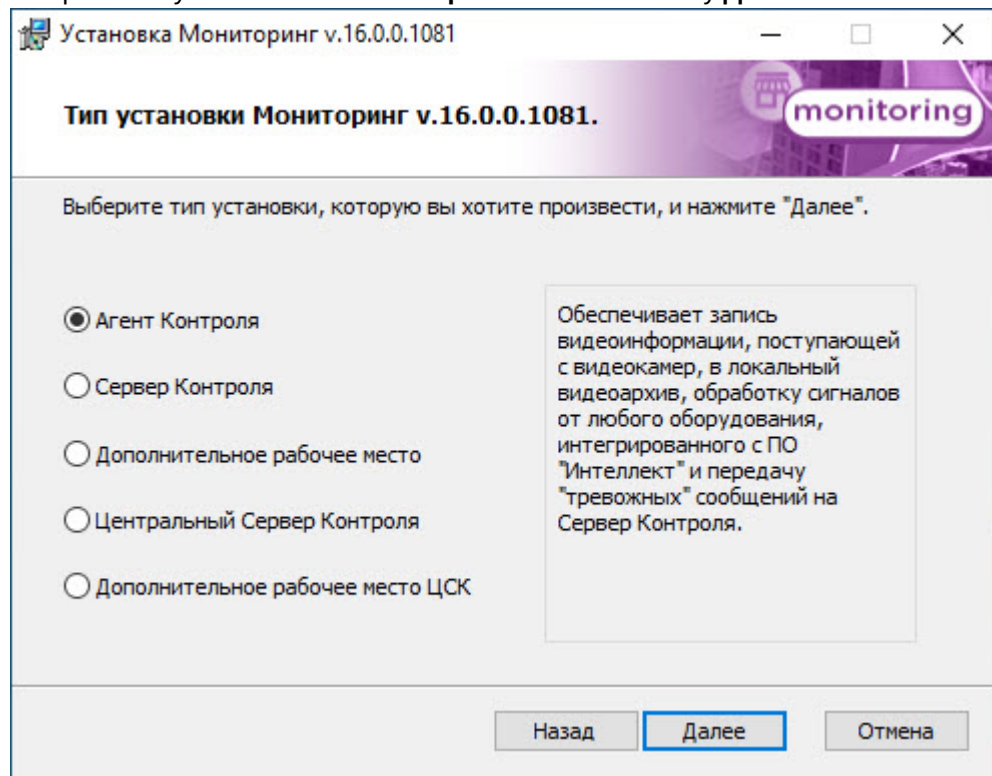 Установка Мониторинг v.16.0.0.1081
Тип установки Мониторинг v.16.0.0.1081.
monitoring
Выберите тип установки, которую вы хотите произвести, и нажмите "Далее".
Агент Контроля
Сервер Контроля
Дополнительное рабочее место
Центральный Сервер Контроля
Дополнительное рабочее место ЦСК
Обеспечивает запись
видеоинформации, поступающей
с видеокамер, в локальный
видеоархив, обработку сигналов
от любого оборудования,
интегрированного с ПО
"Интеллект" и передачу
"тревожных" сообщений на
Сервер Контроля.
Назад
Далее
Отмена